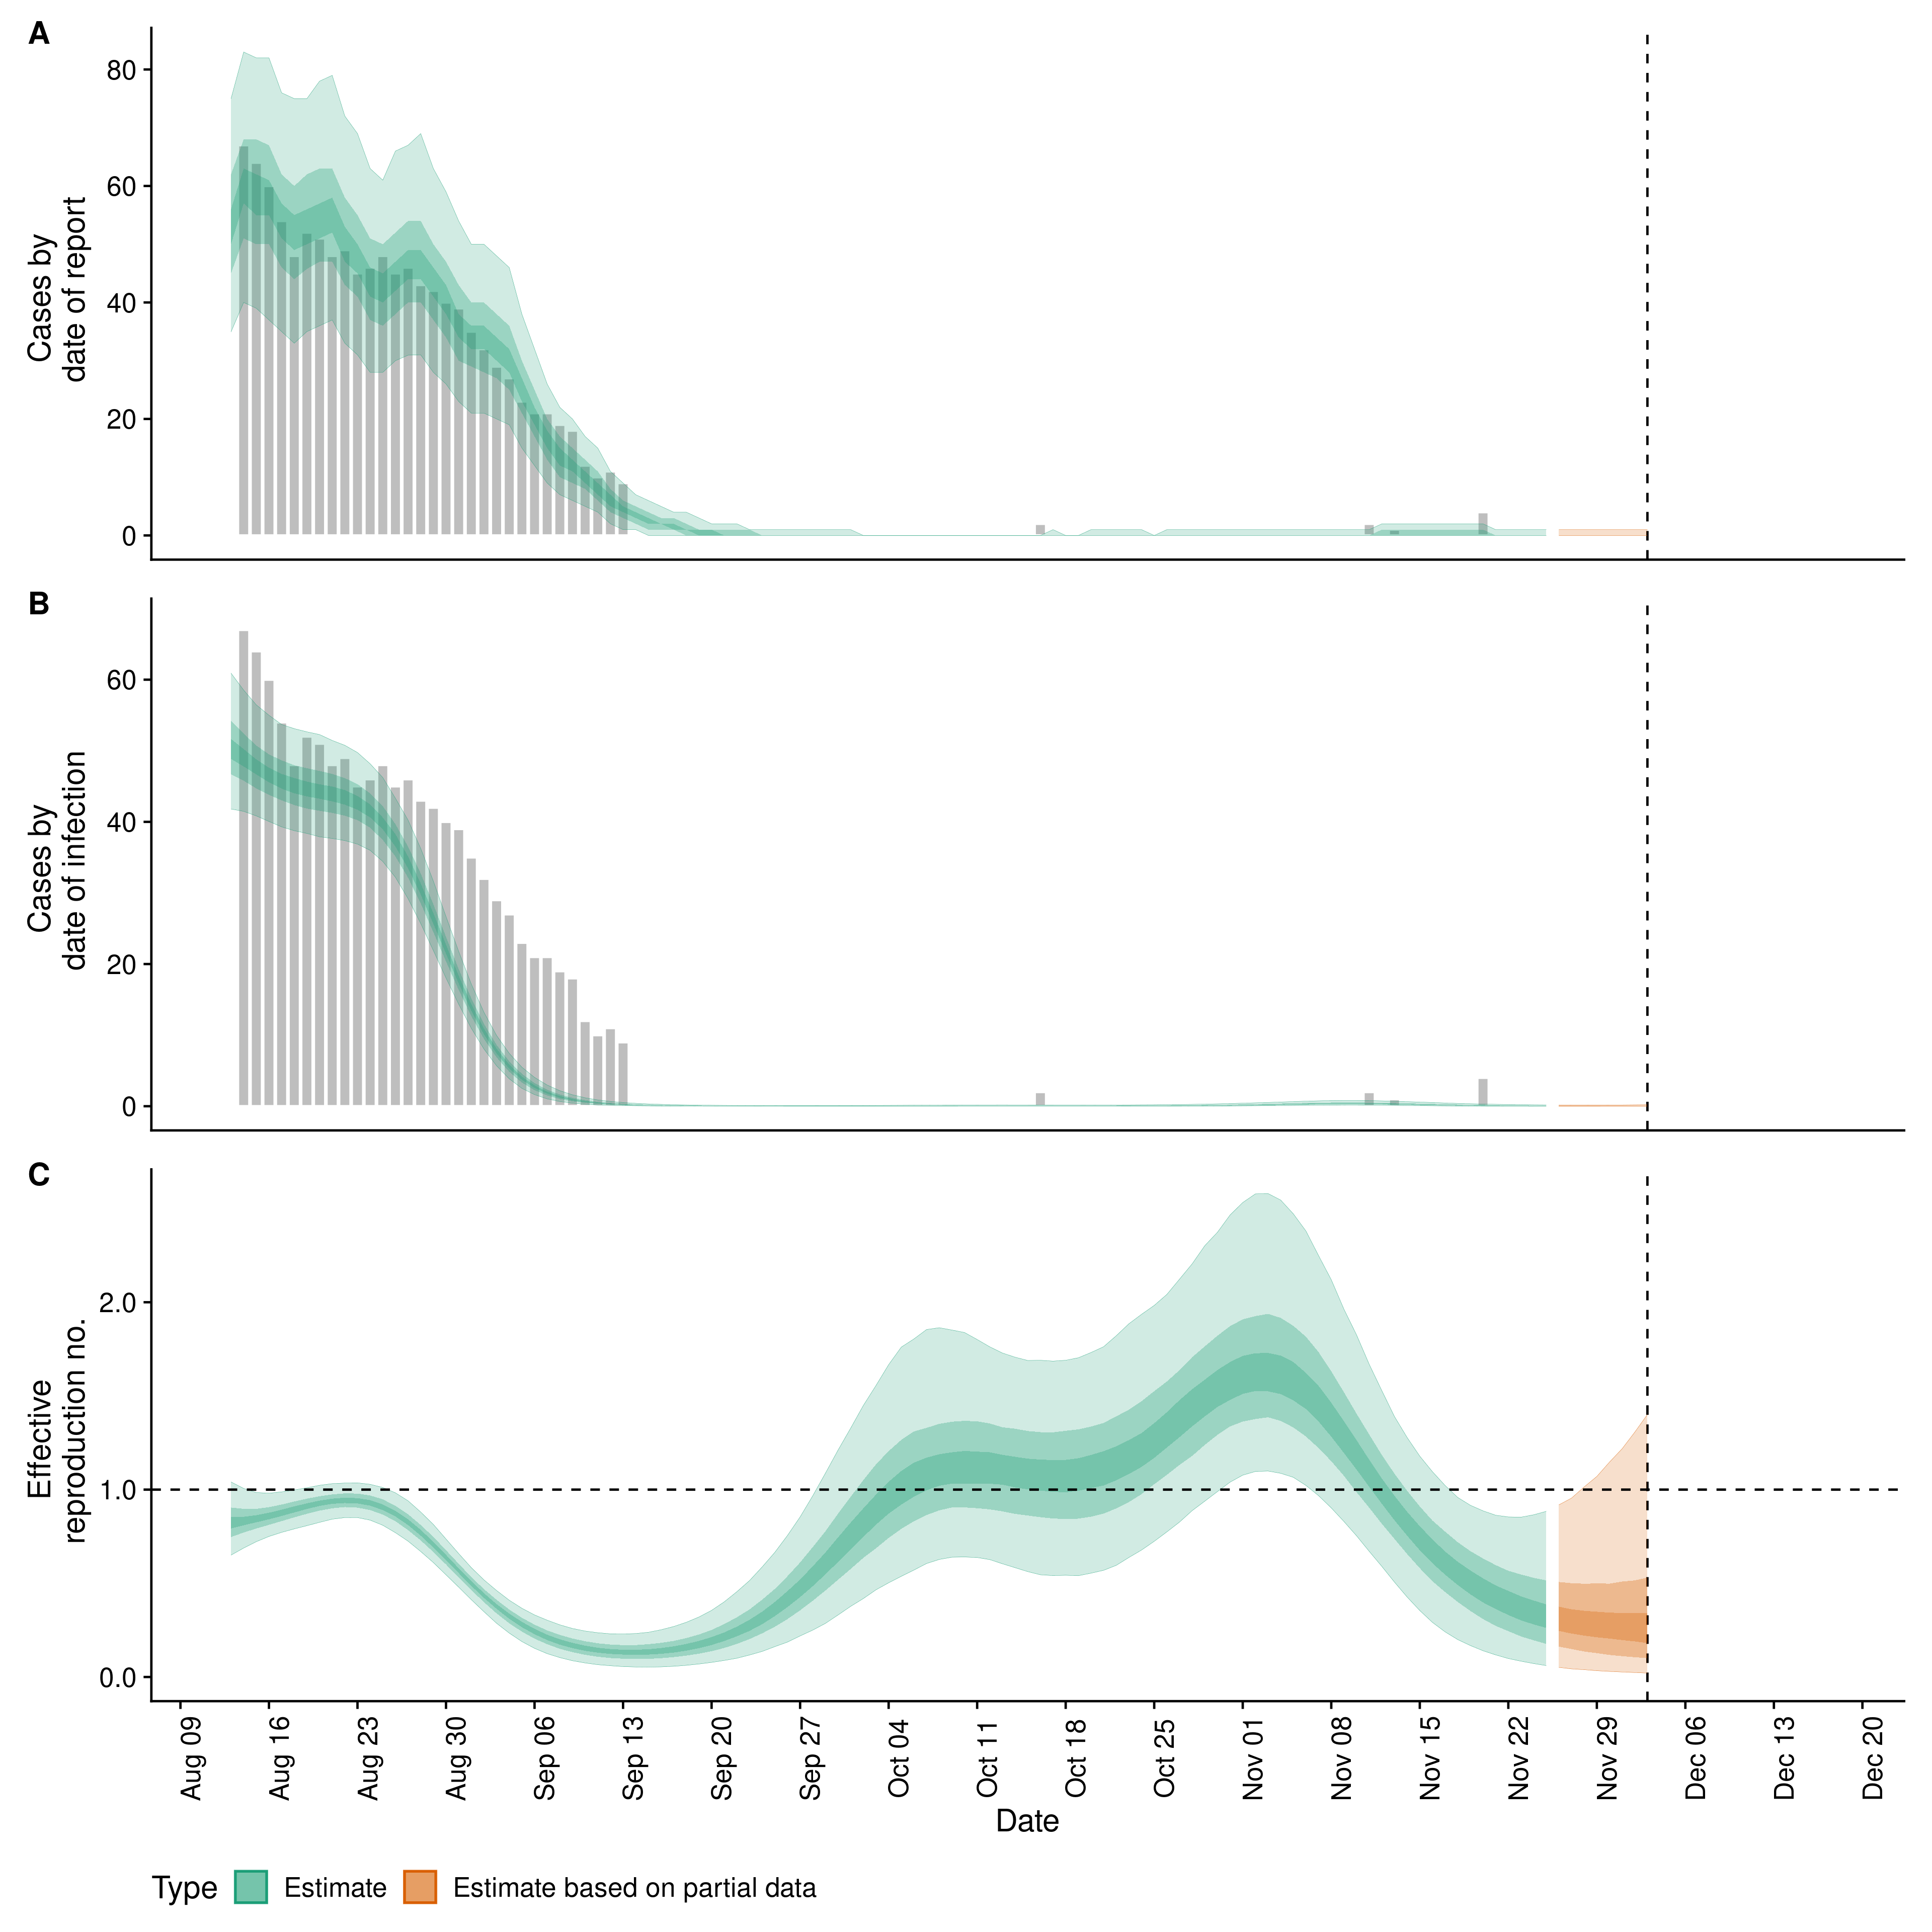 A
Cases by
date of report
80
60
40
20
0
B
Cases by
date of infection
60
40
20
0
C
Effective
reproduction no.
2.0
1.0
0.0
Aug 09
Aug 16
Aug 23
Aug 30
Sep 06
Sep 13
Sep 20
Sep 27
Oct 04
Oct 11
Oct 18
Oct 25
Nov 01
Nov 08
Nov 15
Nov 22
Nov 29
Dec 06
Dec 13
Dec 20
Date
Type Estimate Estimate based on partial data